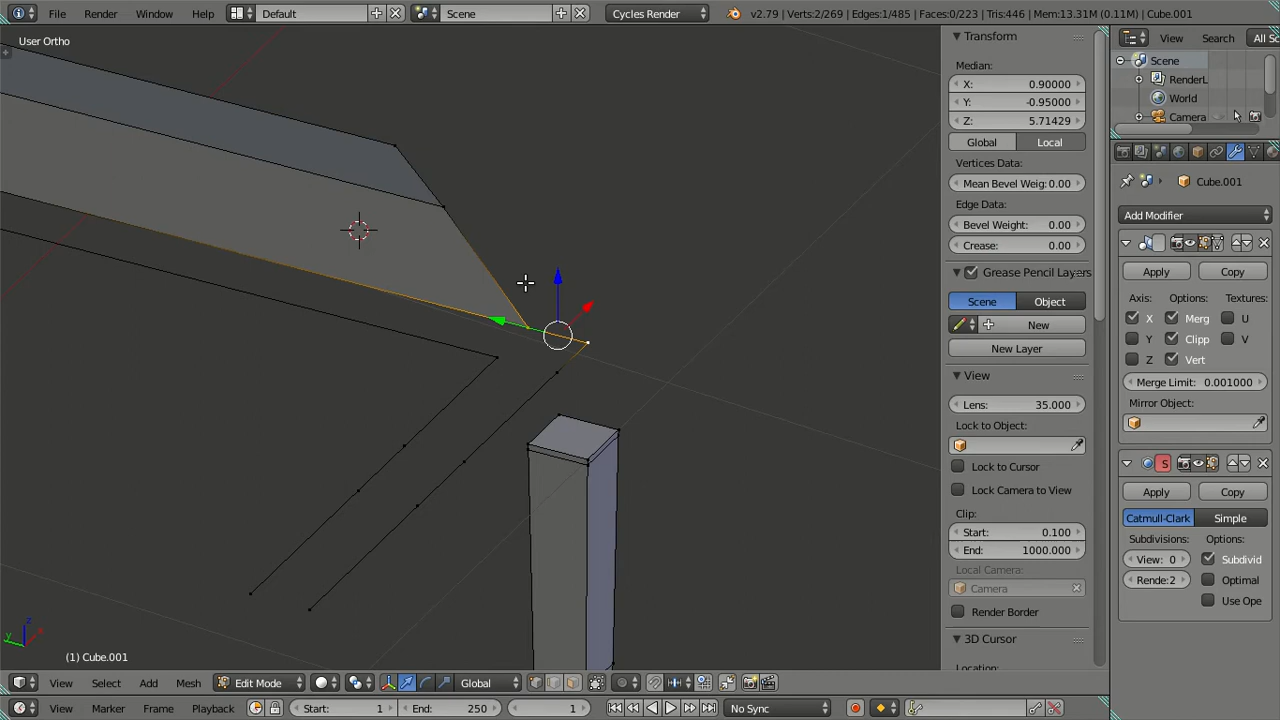 File Render Window Help Default Scene Cycles Render v2.79 | Verts:2/269 | Edges:1/485 | Faces:0/223 | Tris:446 | Mem:13.31M (0.11M) | Cube.001
User Ortho
Transform
Median:
X: 0.90000
Y: -0.95000
Z: 5.71429
Global Local
Vertices Data:
Mean Bevel Weig: 0.00
Edge Data:
Bevel Weight: 0.00
Crease: 0.00
Grease Pencil Layers
Scene Object
New
New Layer
View
Lens: 35.000
Lock to Object:
Lock to Cursor
Lock Camera to View
Clip:
Start: 0.100
End: 1000.000
Local Camera:
Camera
Render Border
3D Cursor
View Search All Sc
Scene
RenderL
World
Camera
Cube.001
Add Modifier
Apply Copy
Axis: Options: Textures:
X Merg U
Y Clipp V
Z Vert
Merge Limit: 0.001000
Mirror Object:
S
Apply Copy
Catmull-Clark Simple
Subdivisions: Options:
View: 0 Subdivid
Rende: 2 Optimal
Use Ope
z
y x
(1) Cube.001
View Select Add Mesh Edit Mode Global
View Marker Frame Playback Start: 1 End: 250 1 No Sync